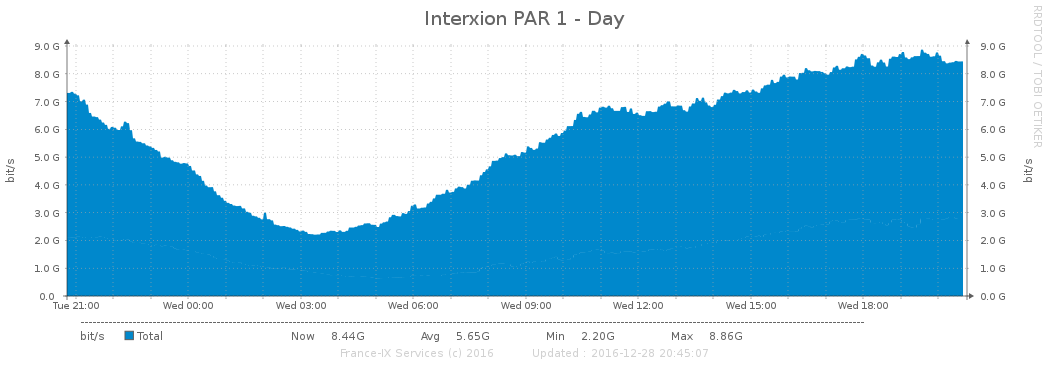 Interxion PAR 1 - Day
RRDTOOL / TOBI OETIKER
9.0 G 9.0 G
8.0 G 8.0 G
7.0 G 7.0 G
6.0 G 6.0 G
5.0 G 5.0 G
4.0 G 4.0 G
3.0 G 3.0 G
2.0 G 2.0 G
1.0 G 1.0 G
0.0 0.0 G
bit/s bit/s
Tue 21:00 Wed 00:00 Wed 03:00 Wed 06:00 Wed 09:00 Wed 12:00 Wed 15:00 Wed 18:00
bit/s Total Now 8.44G Avg 5.65G Min 2.20G Max 8.86G
France-IX Services (c) 2016 Updated : 2016-12-28 20:45:07